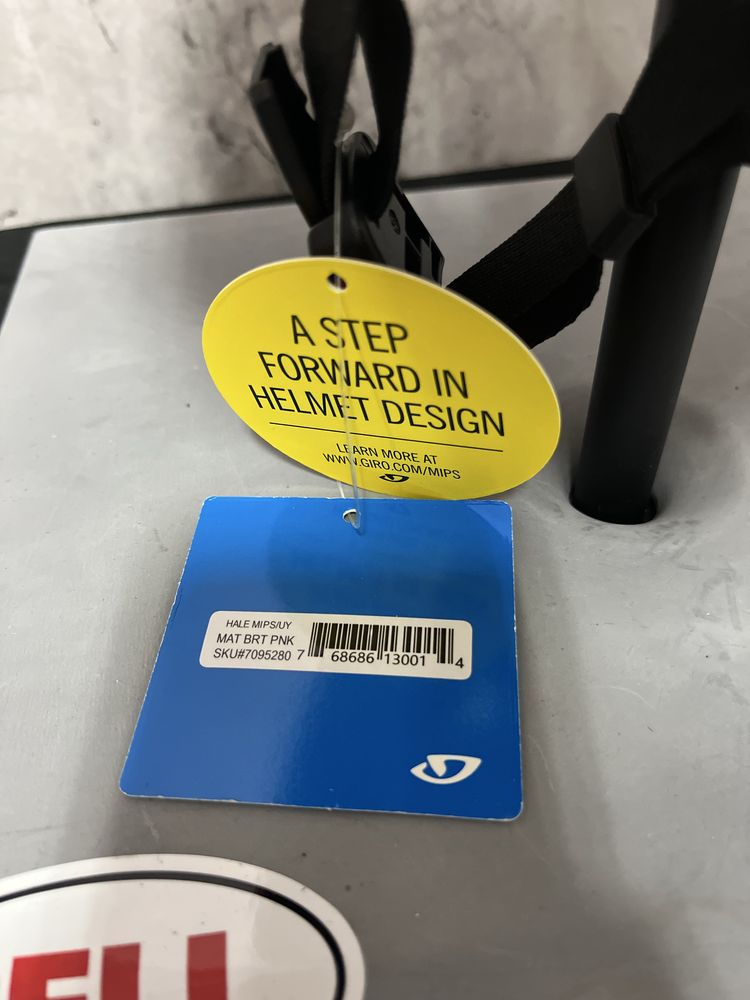 A STEP
FORWARD IN
HELMET DESIGN
LEARN MORE AT
WWW.GIRO.COM/MIPS
HALE MIPS/UY
MAT BRT PNK
SKU#7095280
7 68686 13001 4
ELL